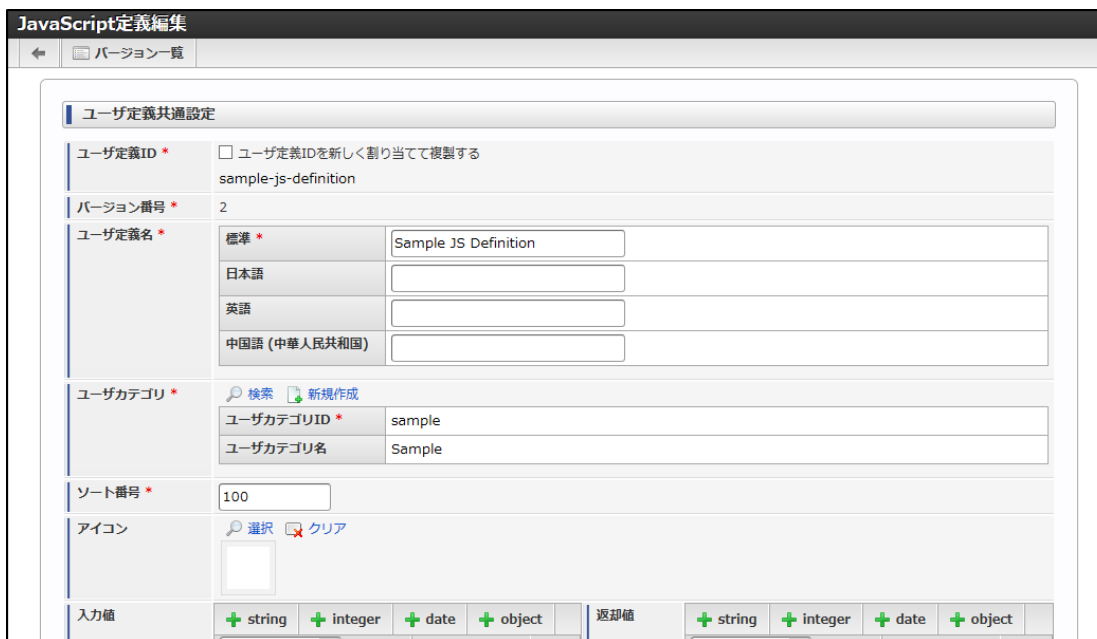 JavaScript定義編集
バージョン一覧
ユーザ定義共通設定
ユーザ定義ID *
ユーザ定義IDを新しく割り当てて複製する
sample-js-definition
バージョン番号 *
2
ユーザ定義名 *
標準 *
Sample JS Definition
日本語
英語
中国語 (中華人民共和国)
ユーザカテゴリ *
検索 新規作成
ユーザカテゴリID *
sample
ユーザカテゴリ名
Sample
ソート番号 *
100
アイコン
選択 クリア
入力値
string integer date object
返却値
string integer date object